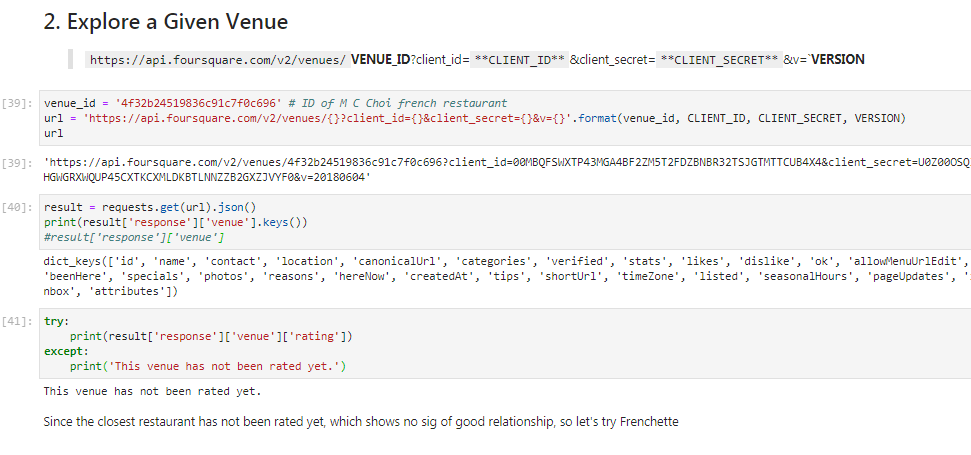 2. Explore a Given Venue
https://api.foursquare.com/v2/venues/ VENUE_ID?client_id= **CLIENT_ID** &client_secret= **CLIENT_SECRET** &v=`VERSION
[39]: venue_id = '4f32b24519836c91c7f0c696' # ID of M C Choi french restaurant
url = 'https://api.foursquare.com/v2/venues/{}?client_id={}&client_secret={}&v={}'.format(venue_id, CLIENT_ID, CLIENT_SECRET, VERSION)
url
[39]: 'https://api.foursquare.com/v2/venues/4f32b24519836c91c7f0c696?client_id=00MBQFSWXTP43MGA4BF2ZM5T2FDZBNBR32TSJGTMTTCUB4X4&client_secret=U0Z00OSQ
HGWGRXWQUP45CXTKCXMLDKBTLNNZZB2GXZJVYF0&v=20180604'
[40]: result = requests.get(url).json()
print(result['response']['venue'].keys())
#result['response']['venue']
dict_keys(['id', 'name', 'contact', 'location', 'canonicalUrl', 'categories', 'verified', 'stats', 'likes', 'dislike', 'ok', 'allowMenuUrlEdit',
'beenHere', 'specials', 'photos', 'reasons', 'hereNow', 'createdAt', 'tips', 'shortUrl', 'timeZone', 'listed', 'seasonalHours', 'pageUpdates',
nbox', 'attributes'])
[41]: try:
print(result['response']['venue']['rating'])
except:
print('This venue has not been rated yet.')
This venue has not been rated yet.
Since the closest restaurant has not been rated yet, which shows no sig of good relationship, so let's try Frenchette